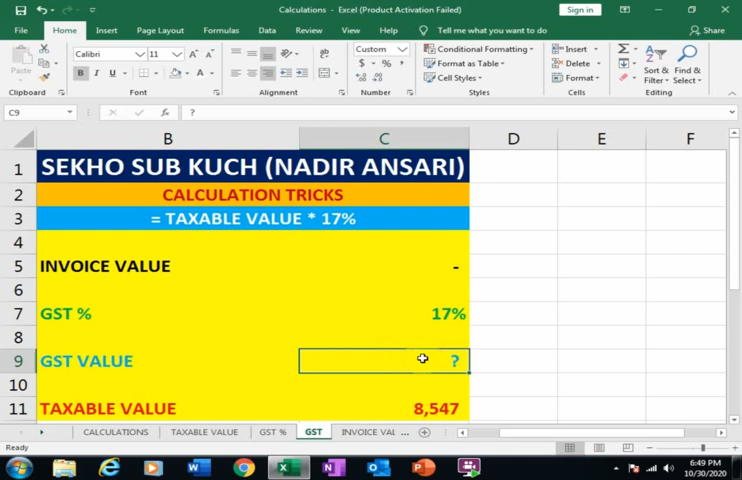 Calculations - Excel (Product Activation Failed)
Sign in
File Home Insert Page Layout Formulas Data Review View Tell me what you want to do Share
Paste
Calibri 11 A A
B I U A
Custom
$ % ,
Conditional Formatting
Format as Table
Cell Styles
Insert
Delete
Format
Sort & Filter
Find & Select
Clipboard Font Alignment Number Styles Cells Editing
C9 fx ?
B C D E F
1 SEKHO SUB KUCH (NADIR ANSARI)
2 CALCULATION TRICKS
3 = TAXABLE VALUE * 17%
4
5 INVOICE VALUE -
6
7 GST % 17%
8
9 GST VALUE ?
10
11 TAXABLE VALUE 8,547
CALCULATIONS TAXABLE VALUE GST % GST INVOICE VAL ...
Ready
6:49 PM
10/30/2020